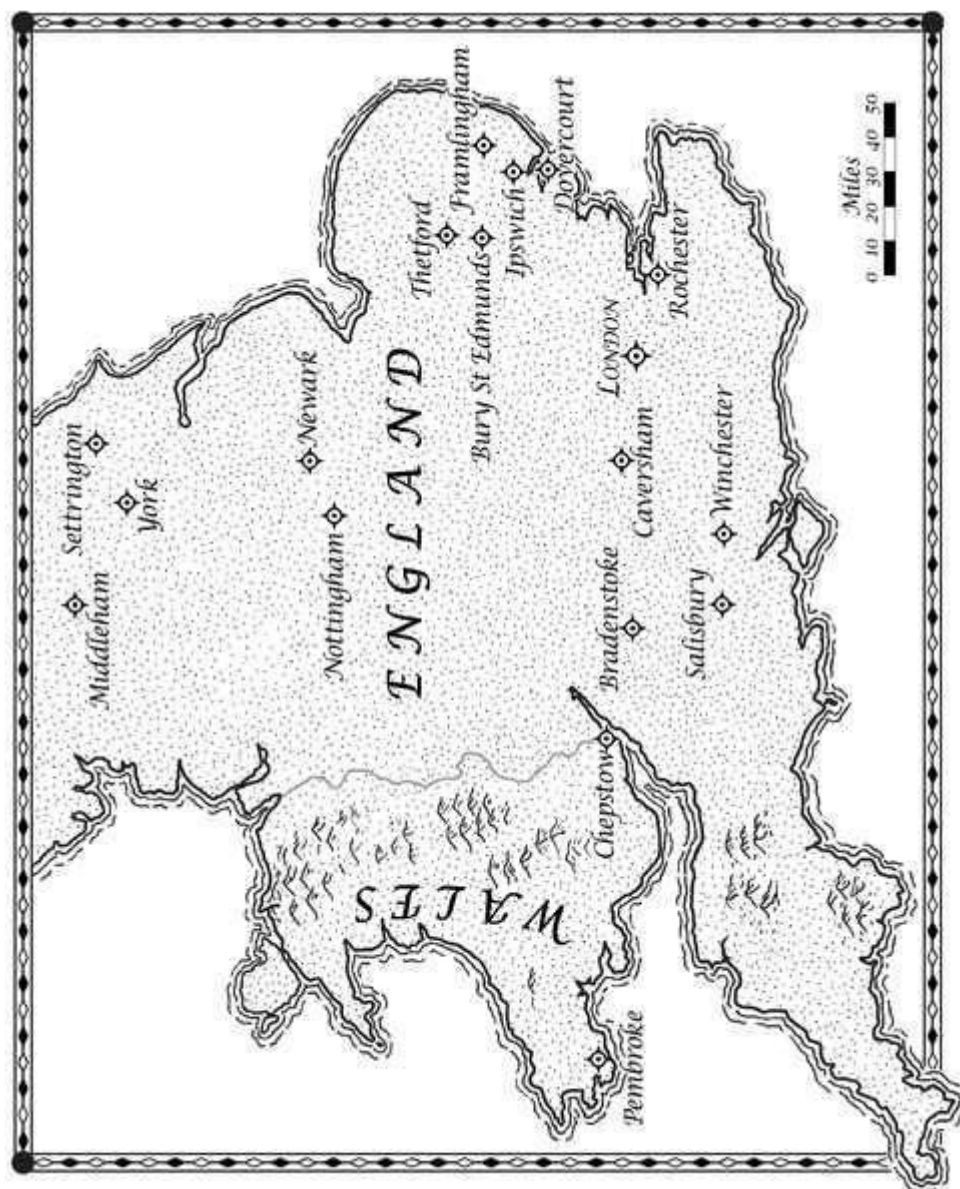 Middleham
Settrington
York
Nottingham
Newark
ENGLAND
WALES
Thetford
Framlingham
Bury St Edmunds
Ipswich
Dovercourt
Pembroke
Chepstow
Bradenstoke
Caversham
LONDON
Rochester
Salisbury
Winchester
Miles
0 10 20 30 40 50